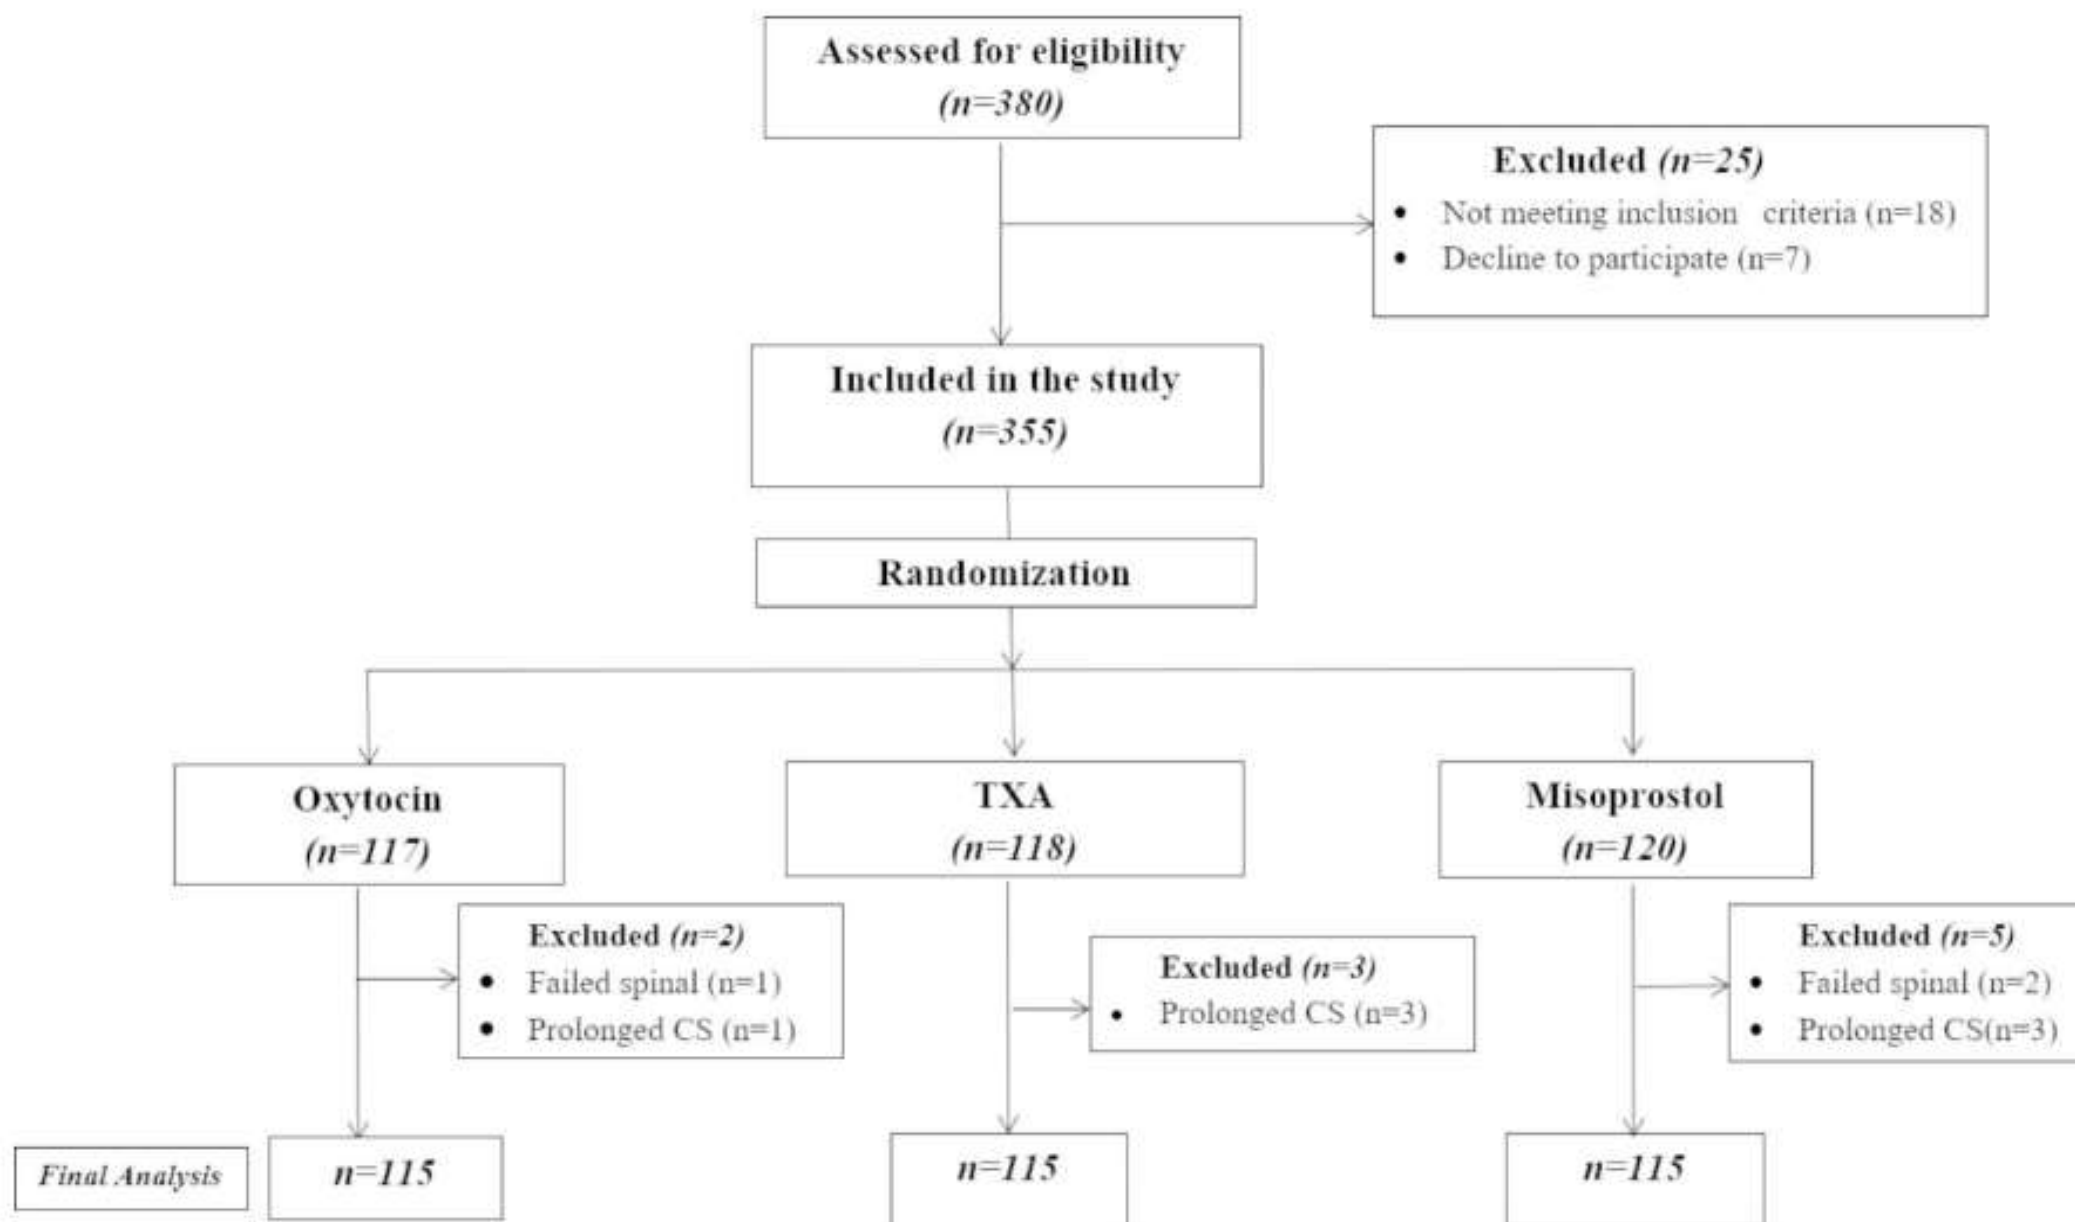 Assessed for eligibility
(n=380)
Excluded (n=25)
• Not meeting inclusion criteria (n=18)
• Decline to participate (n=7)
Included in the study
(n=355)
Randomization
Oxytocin
(n=117)
TXA
(n=118)
Misoprostol
(n=120)
Excluded (n=2)
• Failed spinal (n=1)
• Prolonged CS (n=1)
Excluded (n=3)
• Prolonged CS (n=3)
Excluded (n=5)
• Failed spinal (n=2)
• Prolonged CS(n=3)
Final Analysis
n=115
n=115
n=115